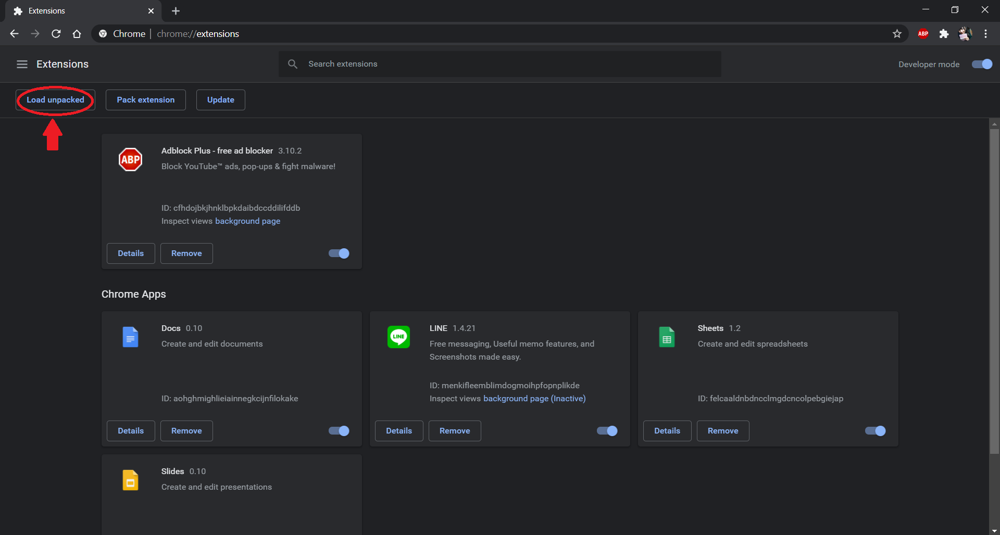 Extensions
Chrome | chrome://extensions
ABP
Extensions
Search extensions
Developer mode
Load unpacked
Pack extension
Update
ABP
Adblock Plus - free ad blocker 3.10.2
Block YouTube™ ads, pop-ups & fight malware!
ID: cfhdojbkjhnklbpkdaibdccddilifddb
Inspect views background page
Details
Remove
Chrome Apps
Docs 0.10
Create and edit documents
ID: aohghmighlieiainnegkcijnfilokake
Details
Remove
LINE
LINE 1.4.21
Free messaging, Useful memo features, and
Screenshots made easy.
ID: menkifleemblimdogmoihpfopnplikde
Inspect views background page (Inactive)
Details
Remove
Sheets 1.2
Create and edit spreadsheets
ID: felcaaldnbdncclmgdcncolpebgiejap
Details
Remove
Slides 0.10
Create and edit presentations